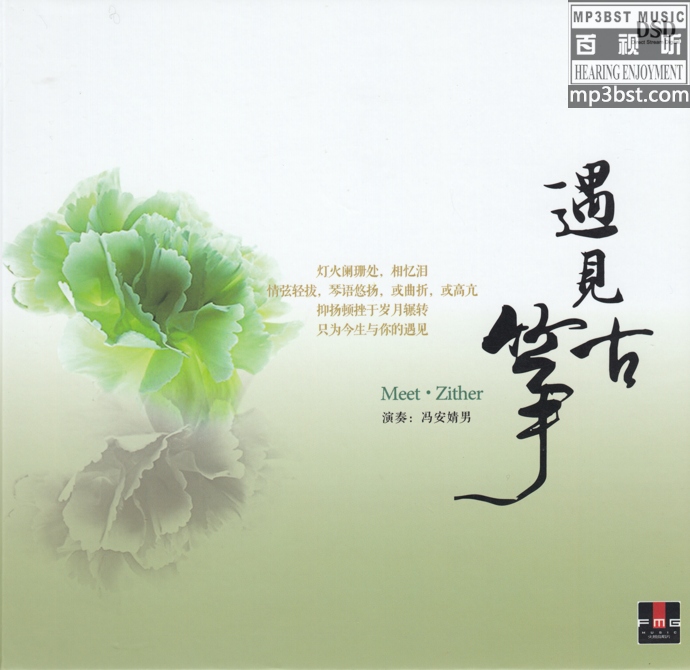 MP3BST MUSIC
百视听
HEARING ENJOYMENT
mp3bst.com
DSD
遇見古筝
灯火阑珊处，相忆泪
情弦轻拔，琴语悠扬，或曲折，或高亢
抑扬顿挫于岁月辗转
只为今生与你的遇见
Meet · Zither
演奏：冯安婧男
FMG
MUSIC